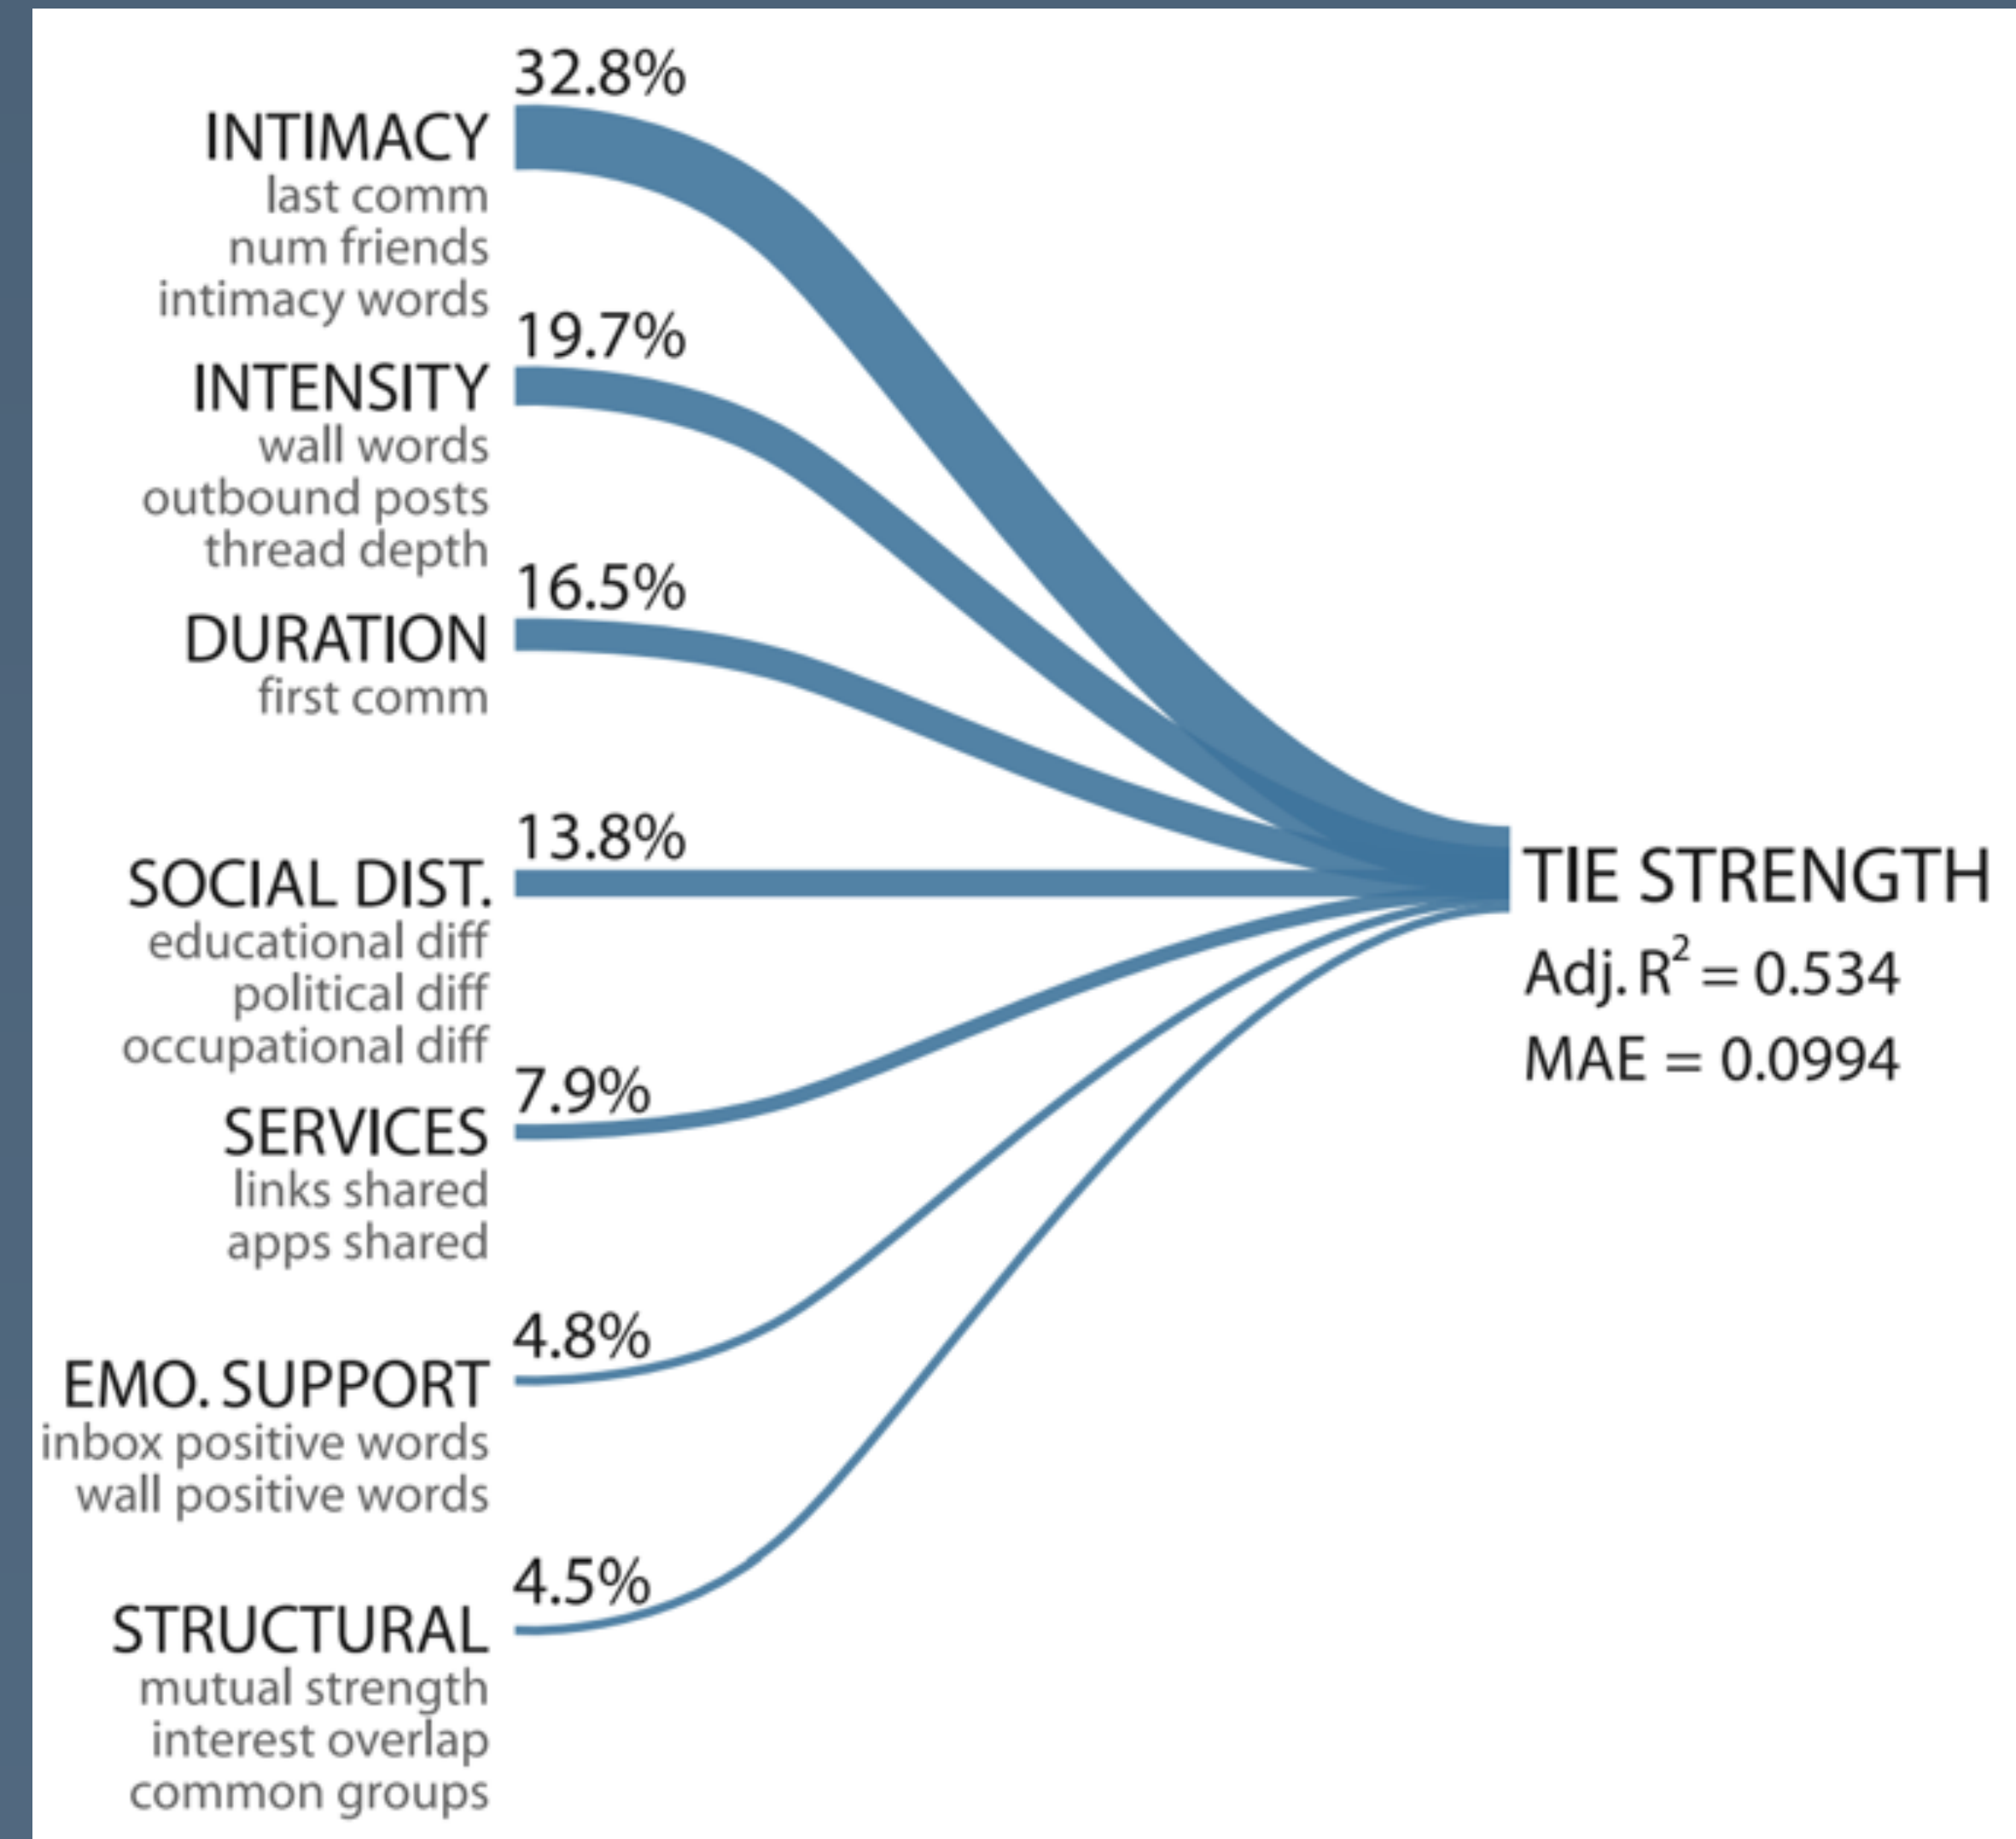 32.8%
INTIMACY
last comm
num friends
intimacy words
19.7%
INTENSITY
wall words
outbound posts
thread depth
16.5%
DURATION
first comm
13.8%
SOCIAL DIST.
educational diff
political diff
occupational diff
7.9%
SERVICES
links shared
apps shared
4.8%
EMO. SUPPORT
inbox positive words
wall positive words
4.5%
STRUCTURAL
mutual strength
interest overlap
common groups
TIE STRENGTH
Adj. R² = 0.534
MAE = 0.0994